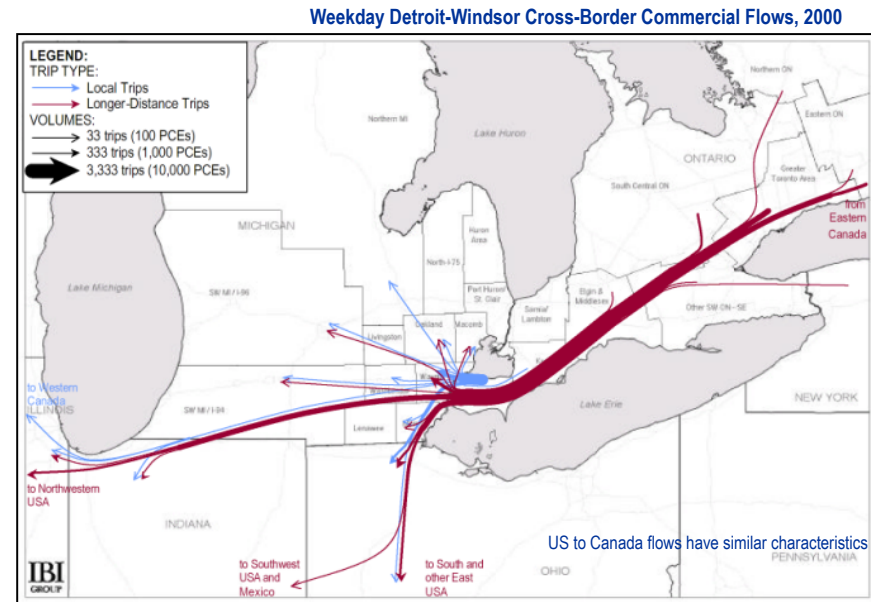 Weekday Detroit-Windsor Cross-Border Commercial Flows, 2000
LEGEND:
TRIP TYPE:
Local Trips
Longer-Distance Trips
VOLUMES:
33 trips (100 PCEs)
333 trips (1,000 PCEs)
3,333 trips (10,000 PCEs)
Northern ON
Eastern ON
Northern MI
Lake Huron
ONTARIO
Greater
Toronto Area
South Central ON
from
Eastern
Canada
MICHIGAN
Huron
Area
North-I-75
Lake Michigan
SW MI / I-96
Port Huron/
St. Clair
Elgin &
Middlesex
Sarnia/
Lambton
Other SW ON - SE
Oakland
Macomb
Livingston
to Western
Canada
ILLINOIS
SW MI / I-94
Lenawee
Lake Erie
NEW YORK
to Northwestern
USA
INDIANA
US to Canada flows have similar characteristics
PENNSYLVANIA
to Southwest
USA and
Mexico
to South and
other East
USA
OHIO
IBI
GROUP